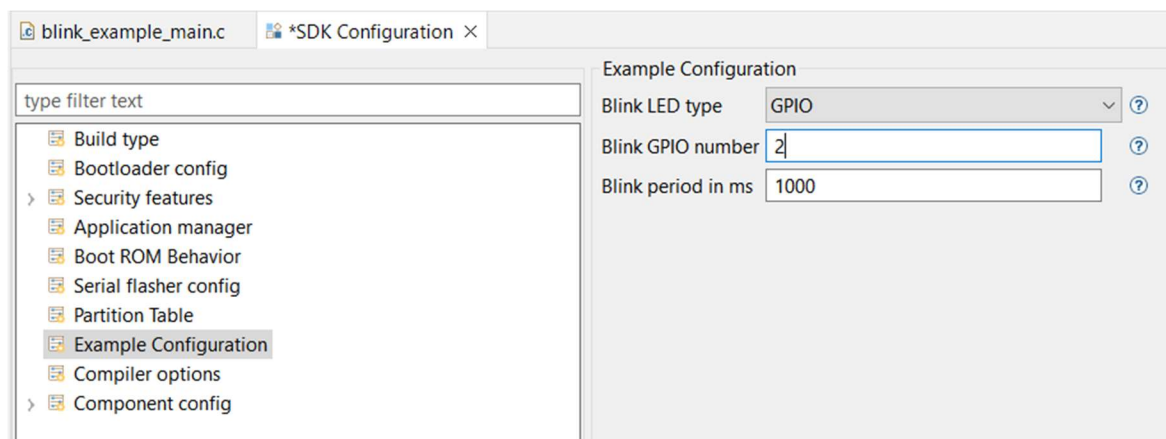 blink_example_main.c
*SDK Configuration
type filter text
Build type
Bootloader config
Security features
Application manager
Boot ROM Behavior
Serial flasher config
Partition Table
Example Configuration
Compiler options
Component config
Example Configuration
Blink LED type GPIO
Blink GPIO number 2
Blink period in ms 1000